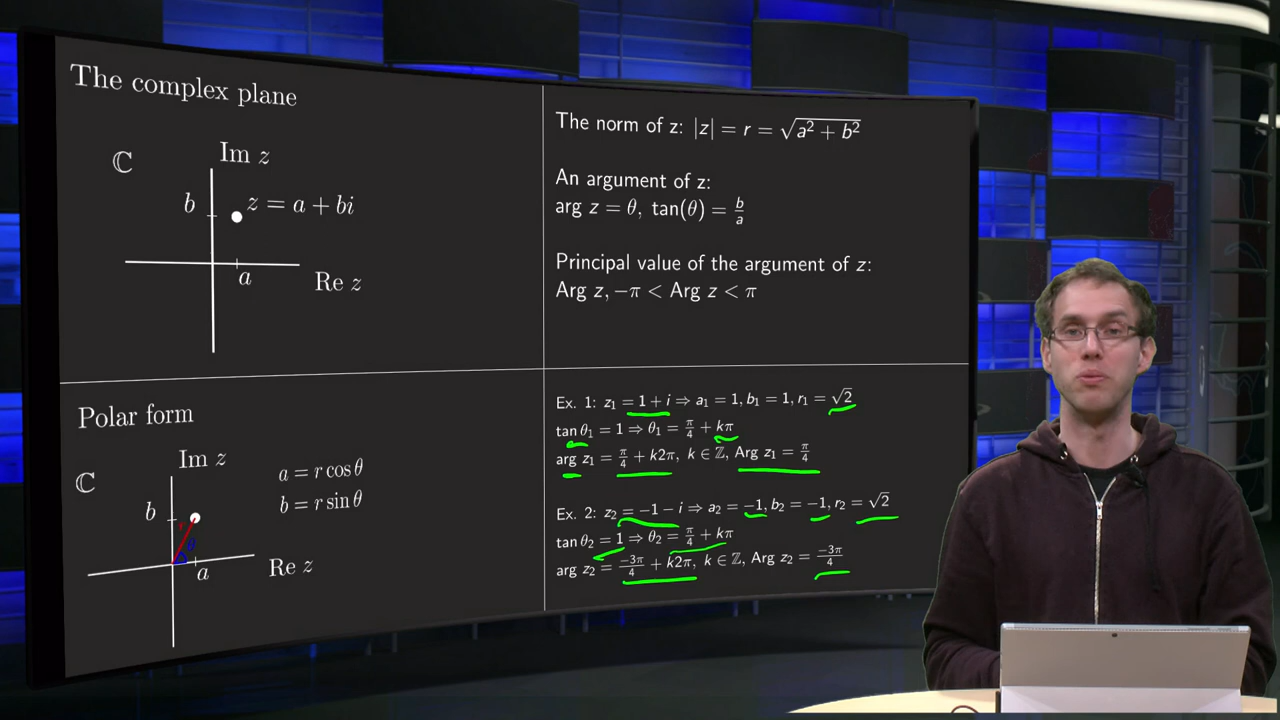 The complex plane
ℂ
Im z
b
z = a + bi
a
Re z
The norm of z: |z| = r = √(a² + b²)
An argument of z:
arg z = θ, tan(θ) = b/a
Principal value of the argument of z:
Arg z, −π < Arg z < π
Polar form
ℂ
Im z
a = r cos θ
b = r sin θ
b
r
θ
a
Re z
Ex. 1: z₁ = 1 + i ⇒ a₁ = 1, b₁ = 1, r₁ = √2
tan θ₁ = 1 ⇒ θ₁ = π/4 + kπ
arg z₁ = π/4 + k2π, k ∈ ℤ, Arg z₁ = π/4
Ex. 2: z₂ = −1 − i ⇒ a₂ = −1, b₂ = −1, r₂ = √2
tan θ₂ = 1 ⇒ θ₂ = π/4 + kπ
arg z₂ = −3π/4 + k2π, k ∈ ℤ, Arg z₂ = −3π/4